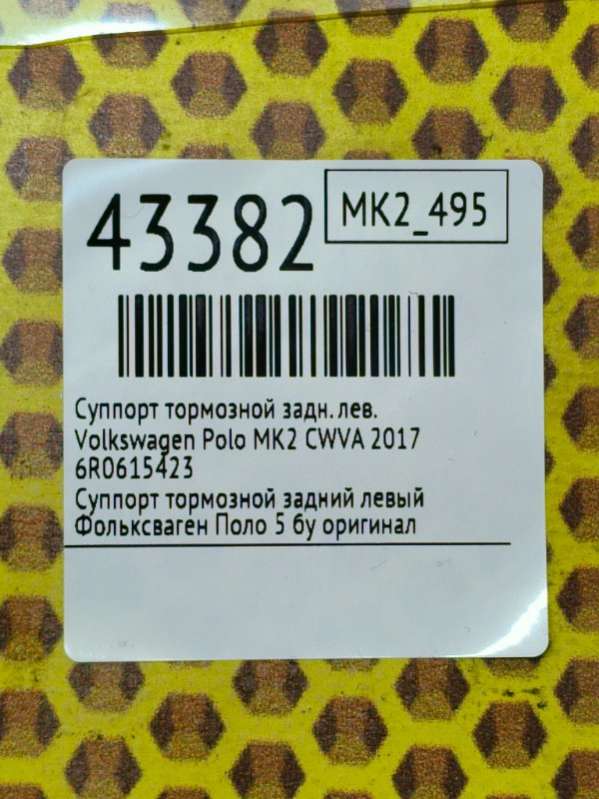 43382
MK2_495
Суппорт тормозной задн. лев.
Volkswagen Polo MK2 CWVA 2017
6R0615423
Суппорт тормозной задний левый
Фольксваген Поло 5 бу оригинал